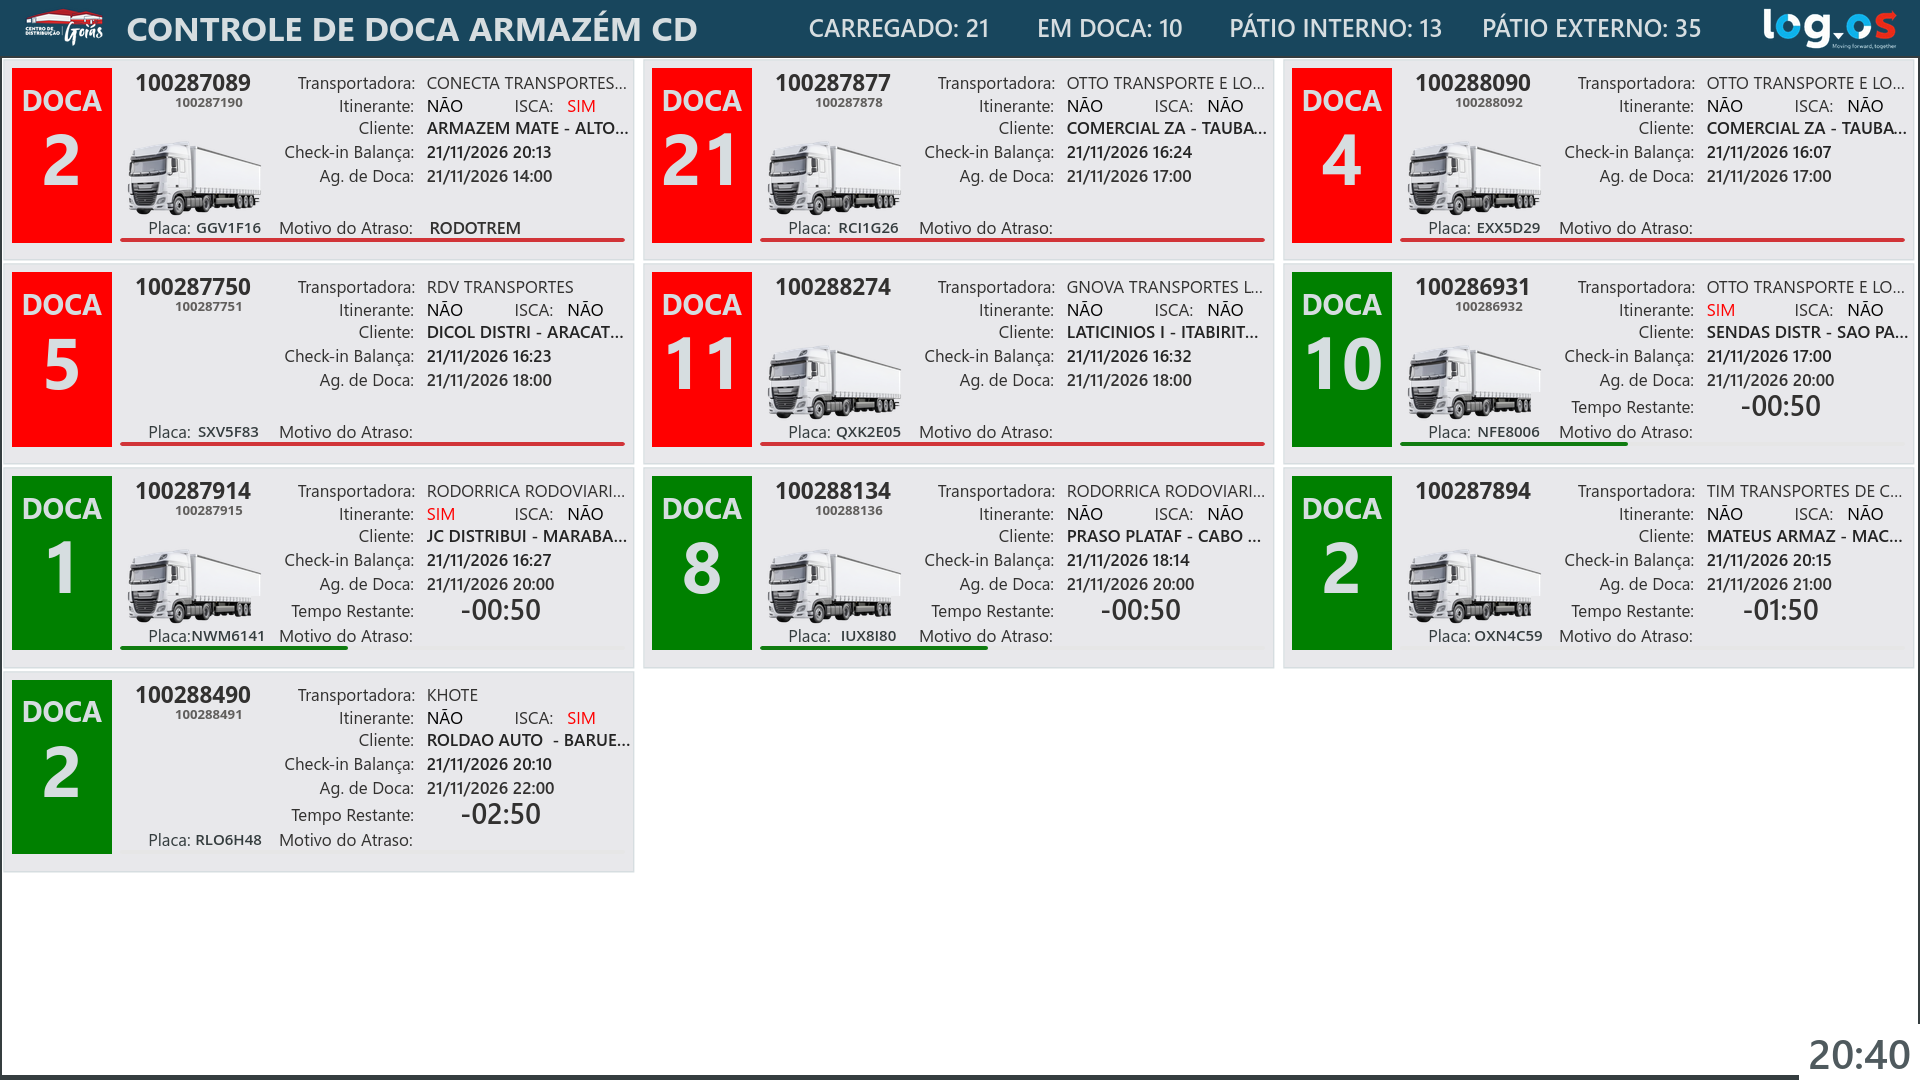 CENTRO DE DISTRIBUIÇÃO Goiás
CONTROLE DE DOCA ARMAZÉM CD
CARREGADO: 21 EM DOCA: 10 PÁTIO INTERNO: 13 PÁTIO EXTERNO: 35
log.os
Moving forward, together
DOCA
2
100287089
100287190
Transportadora: CONECTA TRANSPORTES...
Itinerante: NÃO ISCA: SIM
Cliente: ARMAZEM MATE - ALTO...
Check-in Balança: 21/11/2026 20:13
Ag. de Doca: 21/11/2026 14:00
Placa: GGV1F16 Motivo do Atraso: RODOTREM
DOCA
21
100287877
100287878
Transportadora: OTTO TRANSPORTE E LO...
Itinerante: NÃO ISCA: NÃO
Cliente: COMERCIAL ZA - TAUBA...
Check-in Balança: 21/11/2026 16:24
Ag. de Doca: 21/11/2026 17:00
Placa: RCI1G26 Motivo do Atraso:
DOCA
4
100288090
100288092
Transportadora: OTTO TRANSPORTE E LO...
Itinerante: NÃO ISCA: NÃO
Cliente: COMERCIAL ZA - TAUBA...
Check-in Balança: 21/11/2026 16:07
Ag. de Doca: 21/11/2026 17:00
Placa: EXX5D29 Motivo do Atraso:
DOCA
5
100287750
100287751
Transportadora: RDV TRANSPORTES
Itinerante: NÃO ISCA: NÃO
Cliente: DICOL DISTRI - ARACAT...
Check-in Balança: 21/11/2026 16:23
Ag. de Doca: 21/11/2026 18:00
Placa: SXV5F83 Motivo do Atraso:
DOCA
11
100288274
Transportadora: GNOVA TRANSPORTES L...
Itinerante: NÃO ISCA: NÃO
Cliente: LATICINIOS I - ITABIRIT...
Check-in Balança: 21/11/2026 16:32
Ag. de Doca: 21/11/2026 18:00
Placa: QXK2E05 Motivo do Atraso:
DOCA
10
100286931
100286932
Transportadora: OTTO TRANSPORTE E LO...
Itinerante: SIM ISCA: NÃO
Cliente: SENDAS DISTR - SAO PA...
Check-in Balança: 21/11/2026 17:00
Ag. de Doca: 21/11/2026 20:00
Tempo Restante: -00:50
Placa: NFE8006 Motivo do Atraso:
DOCA
1
100287914
100287915
Transportadora: RODORRICA RODOVIARI...
Itinerante: SIM ISCA: NÃO
Cliente: JC DISTRIBUI - MARABA...
Check-in Balança: 21/11/2026 16:27
Ag. de Doca: 21/11/2026 20:00
Tempo Restante: -00:50
Placa: NWM6141 Motivo do Atraso:
DOCA
8
100288134
100288136
Transportadora: RODORRICA RODOVIARI...
Itinerante: NÃO ISCA: NÃO
Cliente: PRASO PLATAF - CABO ...
Check-in Balança: 21/11/2026 18:14
Ag. de Doca: 21/11/2026 20:00
Tempo Restante: -00:50
Placa: IUX8I80 Motivo do Atraso:
DOCA
2
100287894
Transportadora: TIM TRANSPORTES DE C...
Itinerante: NÃO ISCA: NÃO
Cliente: MATEUS ARMAZ - MAC...
Check-in Balança: 21/11/2026 20:15
Ag. de Doca: 21/11/2026 21:00
Tempo Restante: -01:50
Placa: OXN4C59 Motivo do Atraso:
DOCA
2
100288490
100288491
Transportadora: KHOTE
Itinerante: NÃO ISCA: SIM
Cliente: ROLDAO AUTO - BARUE...
Check-in Balança: 21/11/2026 20:10
Ag. de Doca: 21/11/2026 22:00
Tempo Restante: -02:50
Placa: RLO6H48 Motivo do Atraso:
20:40